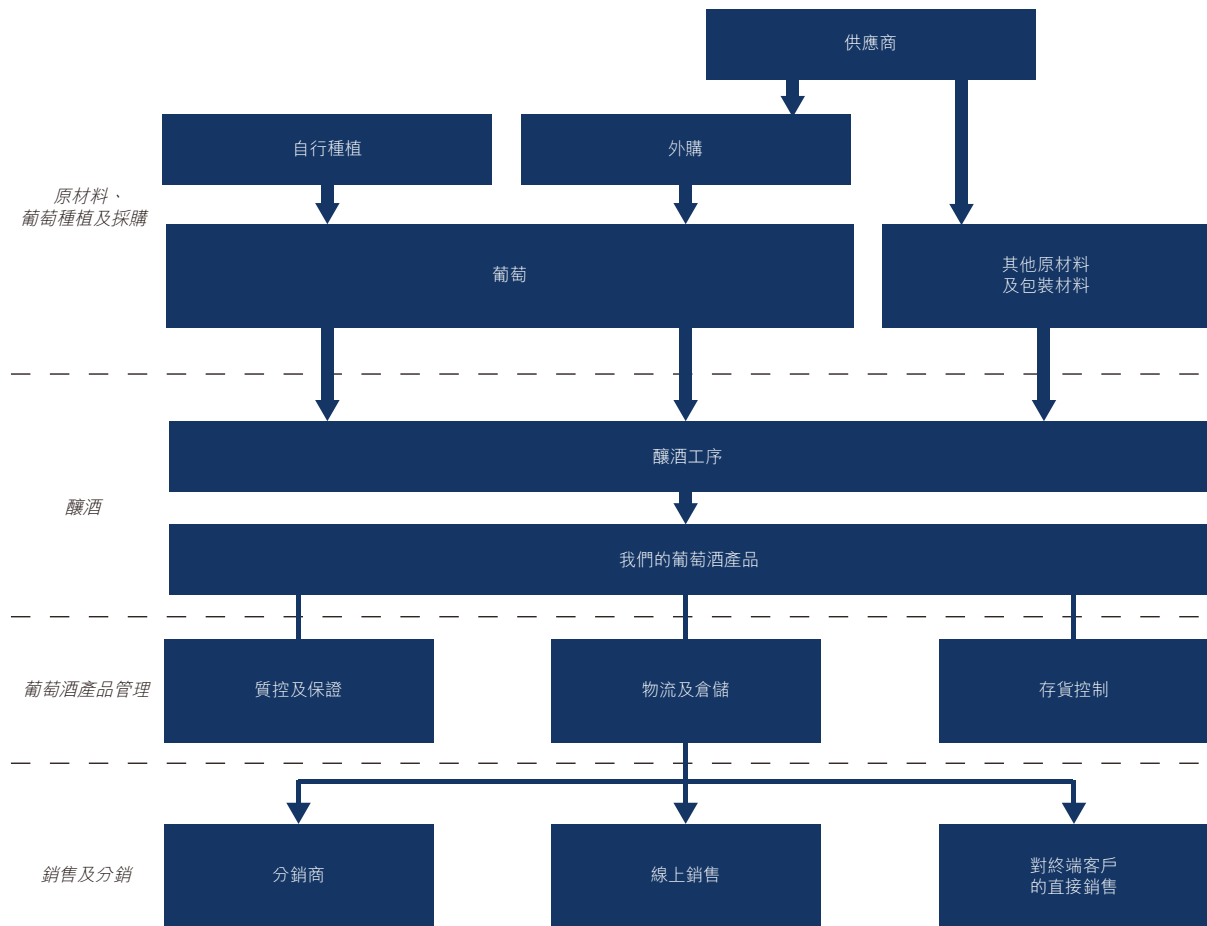 供應商
自行種植
外購
原材料、
葡萄種植及採購
葡萄
其他原材料
及包裝材料
釀酒工序
釀酒
我們的葡萄酒產品
葡萄酒產品管理
質控及保證
物流及倉儲
存貨控制
銷售及分銷
分銷商
線上銷售
對終端客戶
的直接銷售